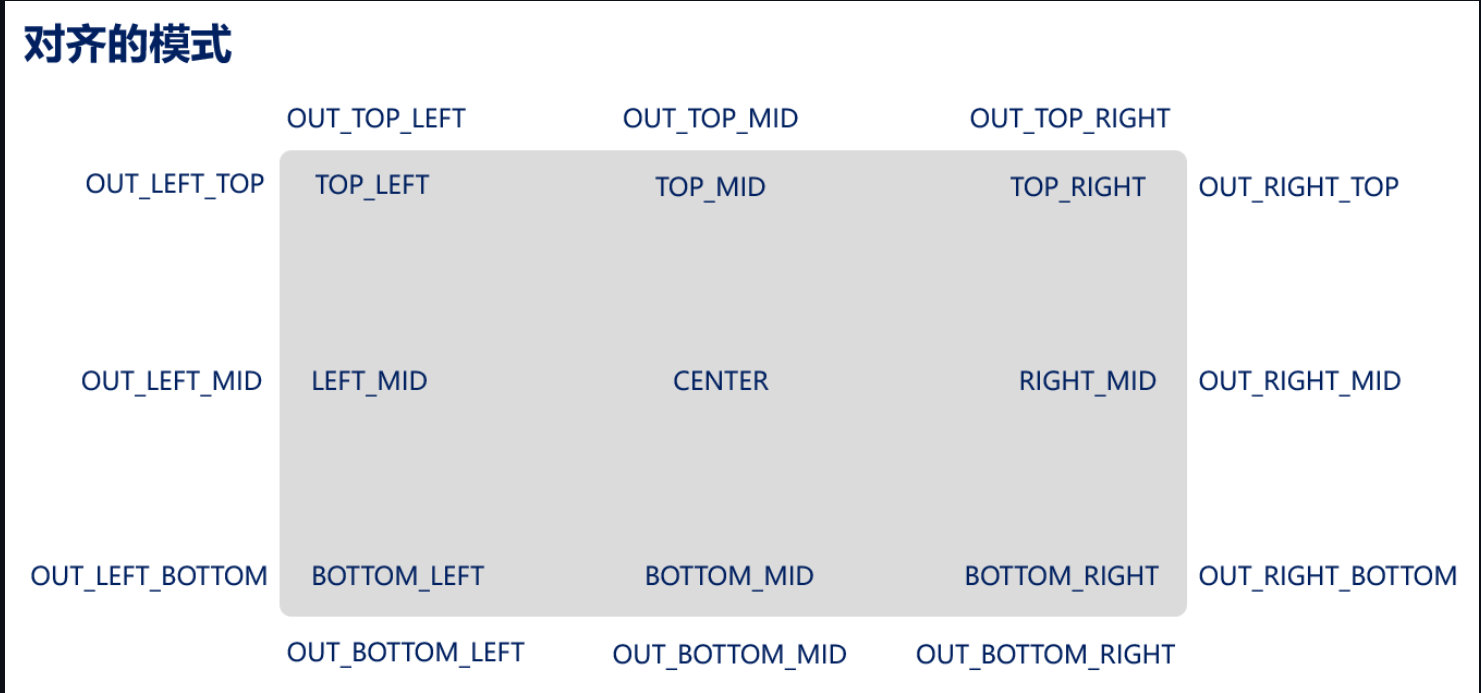 对齐的模式
OUT_TOP_LEFT OUT_TOP_MID OUT_TOP_RIGHT
OUT_LEFT_TOP TOP_LEFT TOP_MID TOP_RIGHT OUT_RIGHT_TOP
OUT_LEFT_MID LEFT_MID CENTER RIGHT_MID OUT_RIGHT_MID
OUT_LEFT_BOTTOM BOTTOM_LEFT BOTTOM_MID BOTTOM_RIGHT OUT_RIGHT_BOTTOM
OUT_BOTTOM_LEFT OUT_BOTTOM_MID OUT_BOTTOM_RIGHT